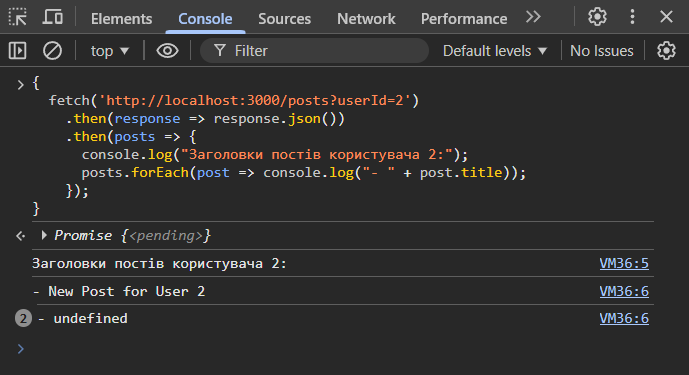 Elements Console Sources Network Performance
top Filter Default levels No Issues
{
  fetch('http://localhost:3000/posts?userId=2')
    .then(response => response.json())
    .then(posts => {
      console.log("Заголовки постів користувача 2:");
      posts.forEach(post => console.log("- " + post.title));
    });
}
Promise {<pending>}
Заголовки постів користувача 2: VM36:5
- New Post for User 2 VM36:6
2 - undefined VM36:6